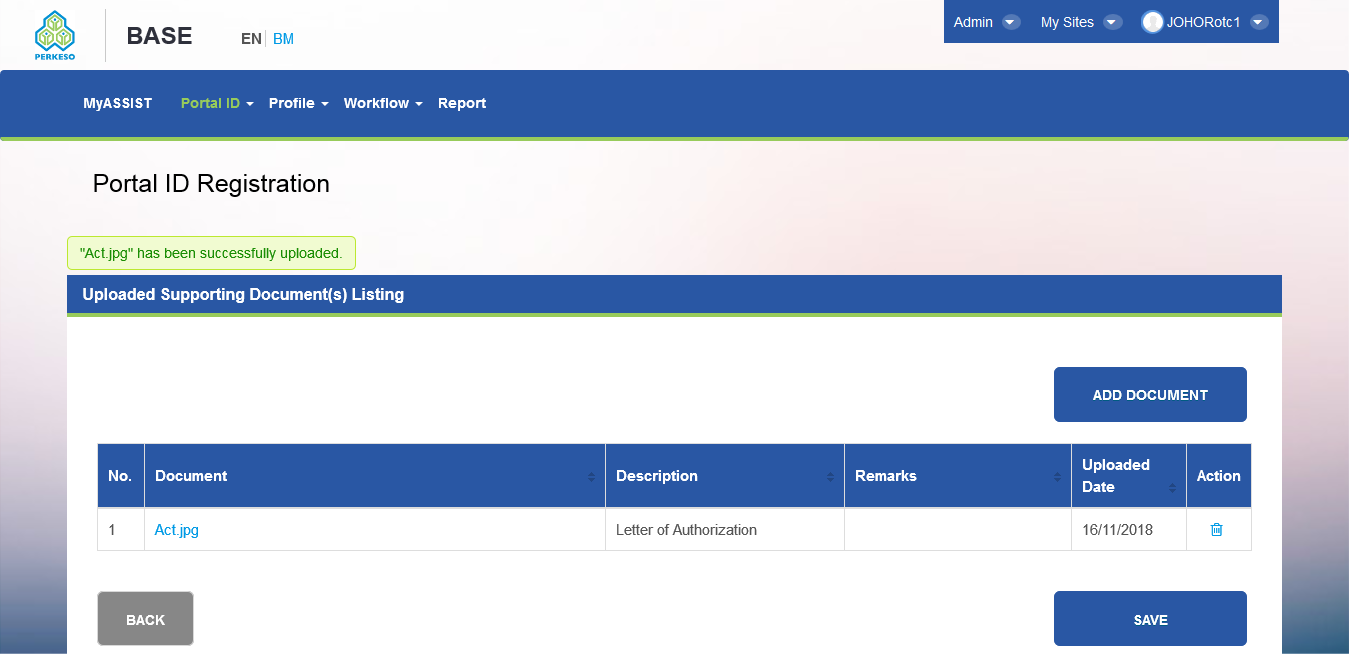 PERKESO
BASE
EN BM
Admin My Sites JOHORotc1
MyASSIST Portal ID Profile Workflow Report
Portal ID Registration
"Act.jpg" has been successfully uploaded.
Uploaded Supporting Document(s) Listing
ADD DOCUMENT
No. Document Description Remarks Uploaded Date Action
1 Act.jpg Letter of Authorization 16/11/2018
BACK SAVE